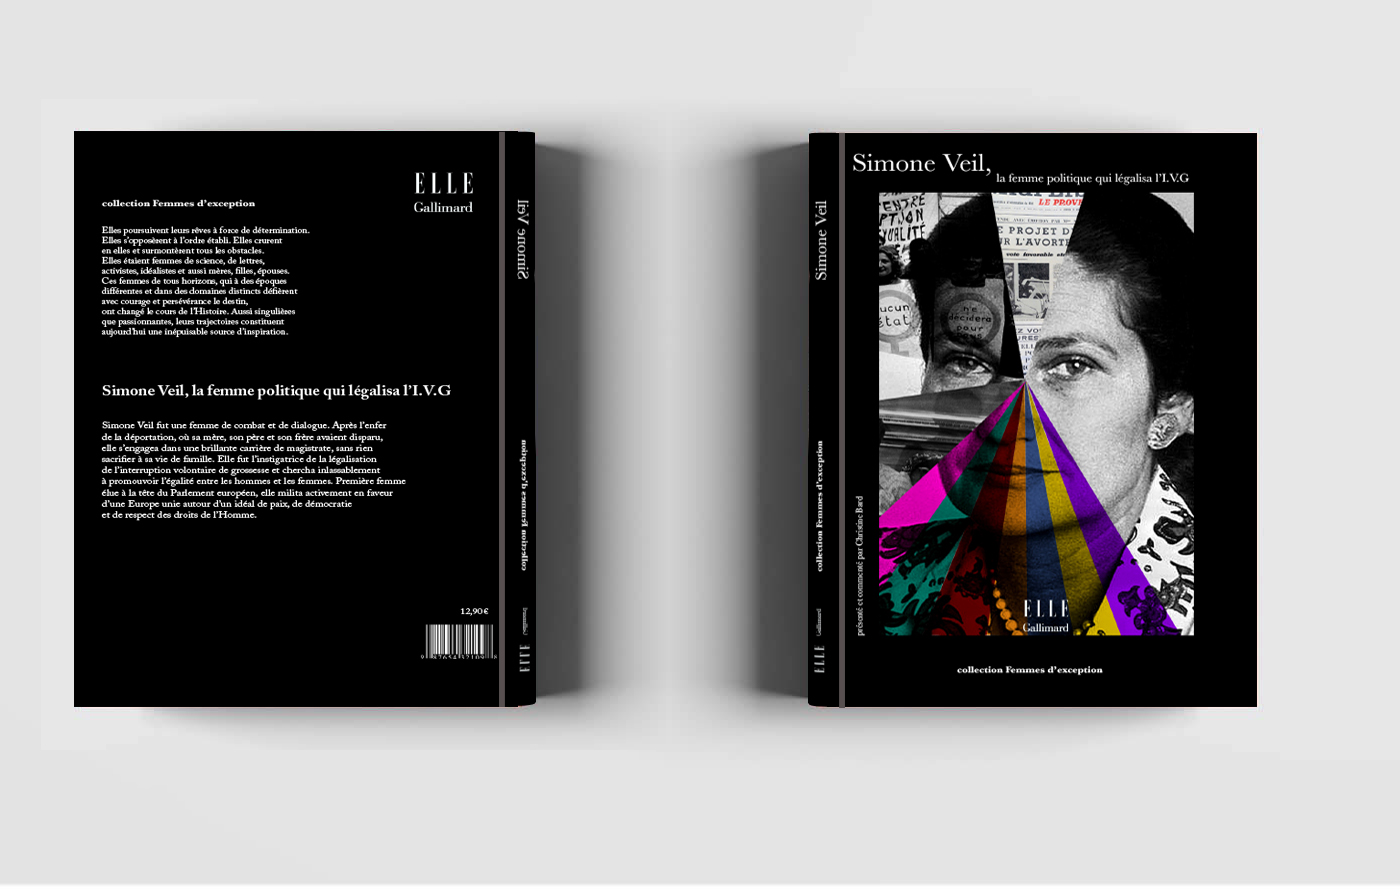 ELLE
Gallimard
collection Femmes d'exception
Elles poursuivent leurs rêves à force de détermination.
Elles s'opposèrent à l'ordre établi. Elles crurent
en elles et surmontèrent tous les obstacles.
Elles étaient femmes de science, de lettres,
activistes, idéalistes et aussi mères, filles, épouses.
Ces femmes de tous horizons, qui à des époques
différentes et dans des domaines distincts défièrent
avec courage et persévérance le destin,
ont changé le cours de l'Histoire. Aussi singulières
que passionnantes, leurs trajectoires constituent
aujourd'hui une inépuisable source d'inspiration.
Simone Veil, la femme politique qui légalisa l'I.V.G
Simone Veil fut une femme de combat et de dialogue. Après l'enfer
de la déportation, où sa mère, son père et son frère avaient disparu,
elle s'engagea dans une brillante carrière de magistrate, sans rien
sacrifier à sa vie de famille. Elle fut l'instigatrice de la légalisation
de l'interruption volontaire de grossesse et chercha inlassablement
à promouvoir l'égalité entre les hommes et les femmes. Première femme
élue à la tête du Parlement européen, elle milita activement en faveur
d'une Europe unie autour d'un idéal de paix, de démocratie
et de respect des droits de l'Homme.
12,90€
Simone Veil
collection Femmes d'exception
Gallimard
ELLE
Simone Veil
collection Femmes d'exception
Gallimard
ELLE
Simone Veil,
la femme politique qui légalisa l'I.V.G
LE PROV
E PROJET D
R L'AVORTE
vote favorable
aucun
état
ne
décidera
pour
présenté et commenté par Christine Bard
ELLE
Gallimard
collection Femmes d'exception